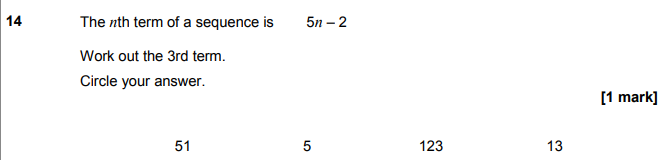 14 The nth term of a sequence is 5n – 2
Work out the 3rd term.
Circle your answer.
[1 mark]
51 5 123 13